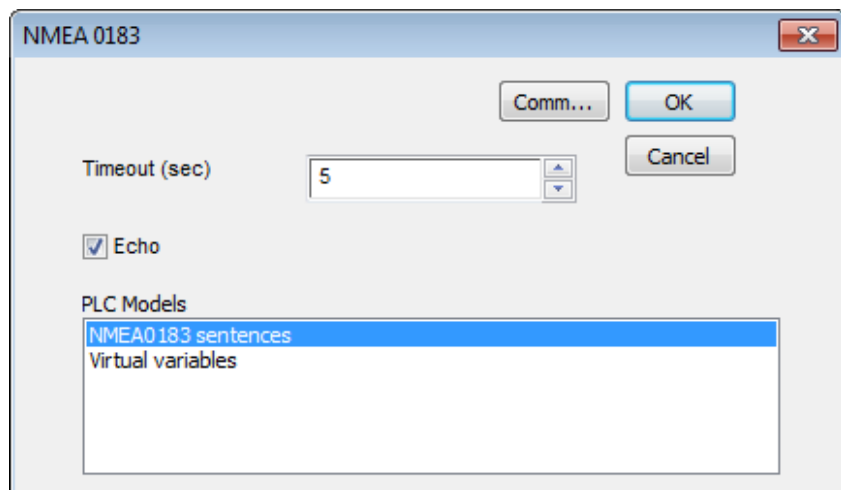 NMEA 0183
Comm...
OK
Cancel
Timeout (sec)
5
Echo
PLC Models
NMEA0183 sentences
Virtual variables